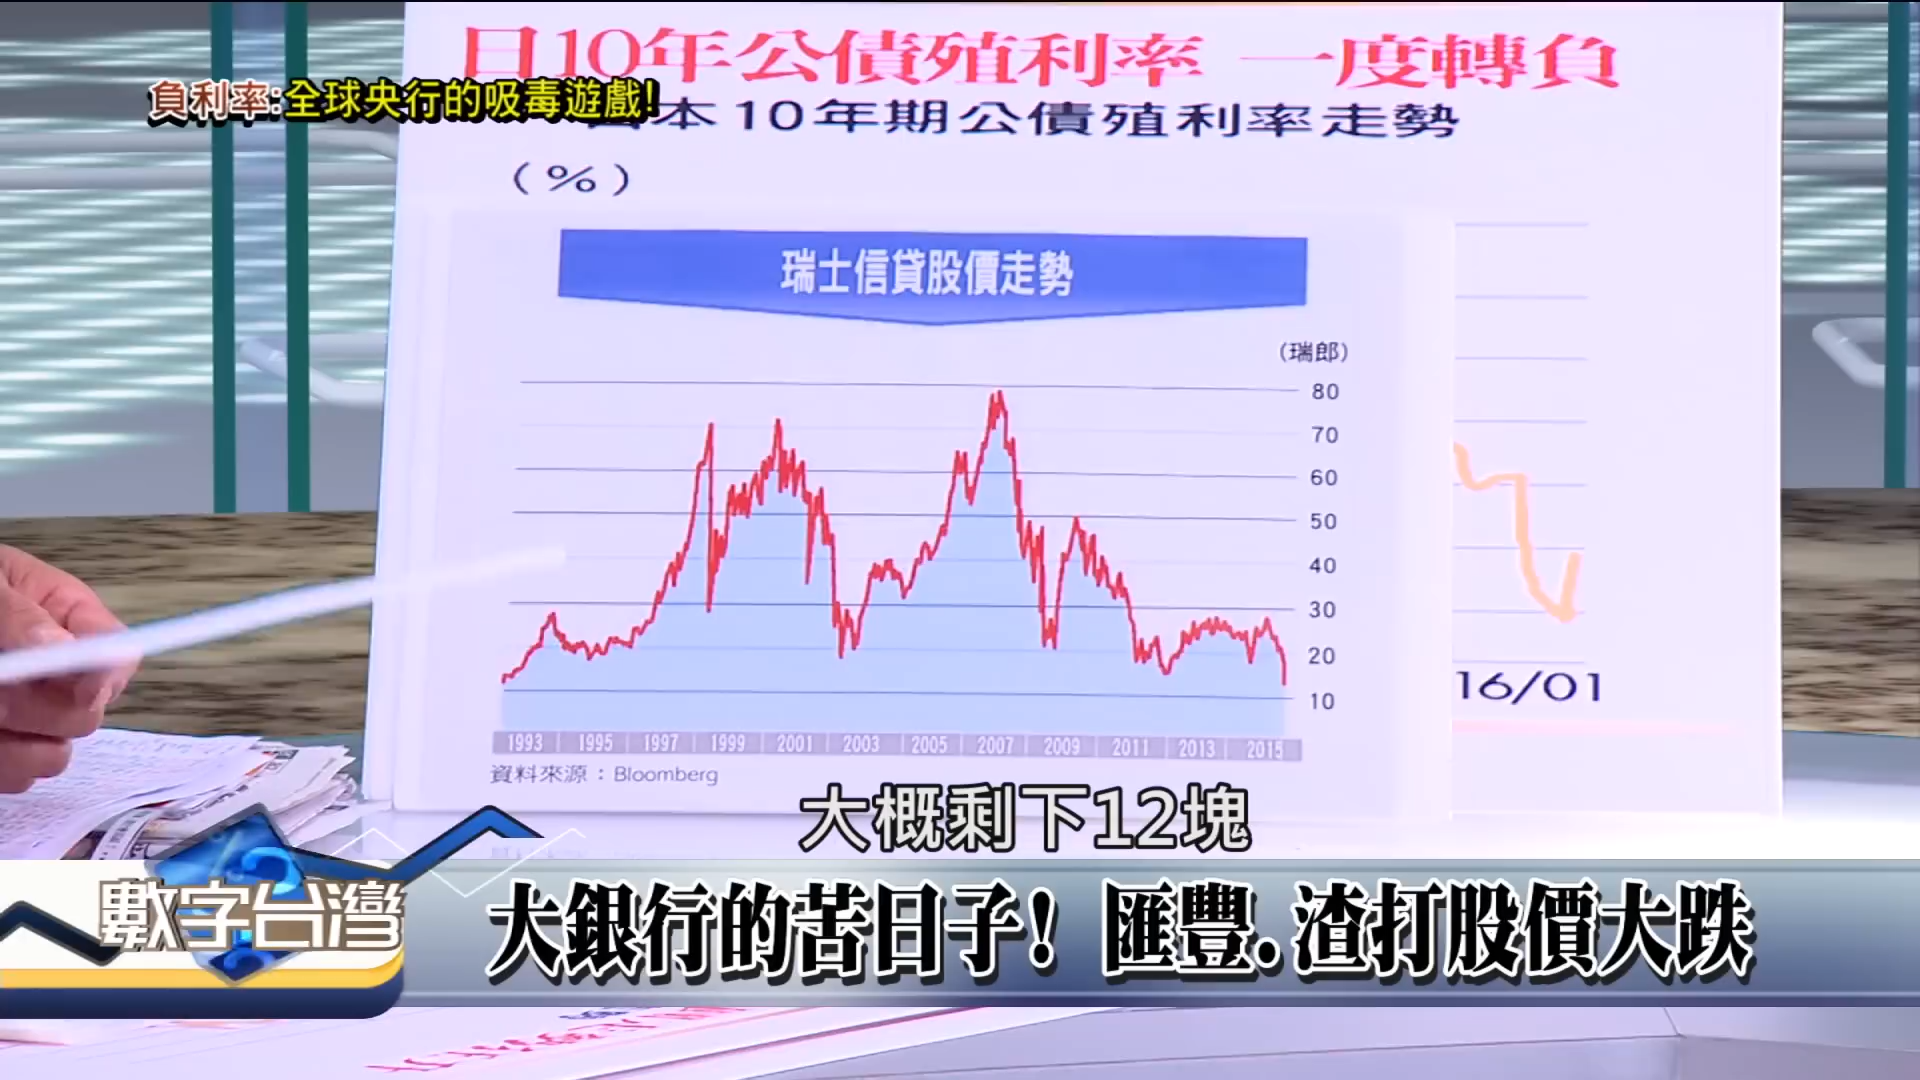 日10年公債殖利率 一度轉負
負利率:全球央行的吸毒遊戲!
本10年期公債殖利率走勢
(%)
瑞士信貸股價走勢
(瑞郎)
80
70
60
50
40
30
20
10
16/01
1993 1995 1997 1999 2001 2003 2005 2007 2009 2011 2013 2015
資料來源:Bloomberg
大概剩下12塊
數字台灣
大銀行的苦日子! 匯豐.渣打股價大跌